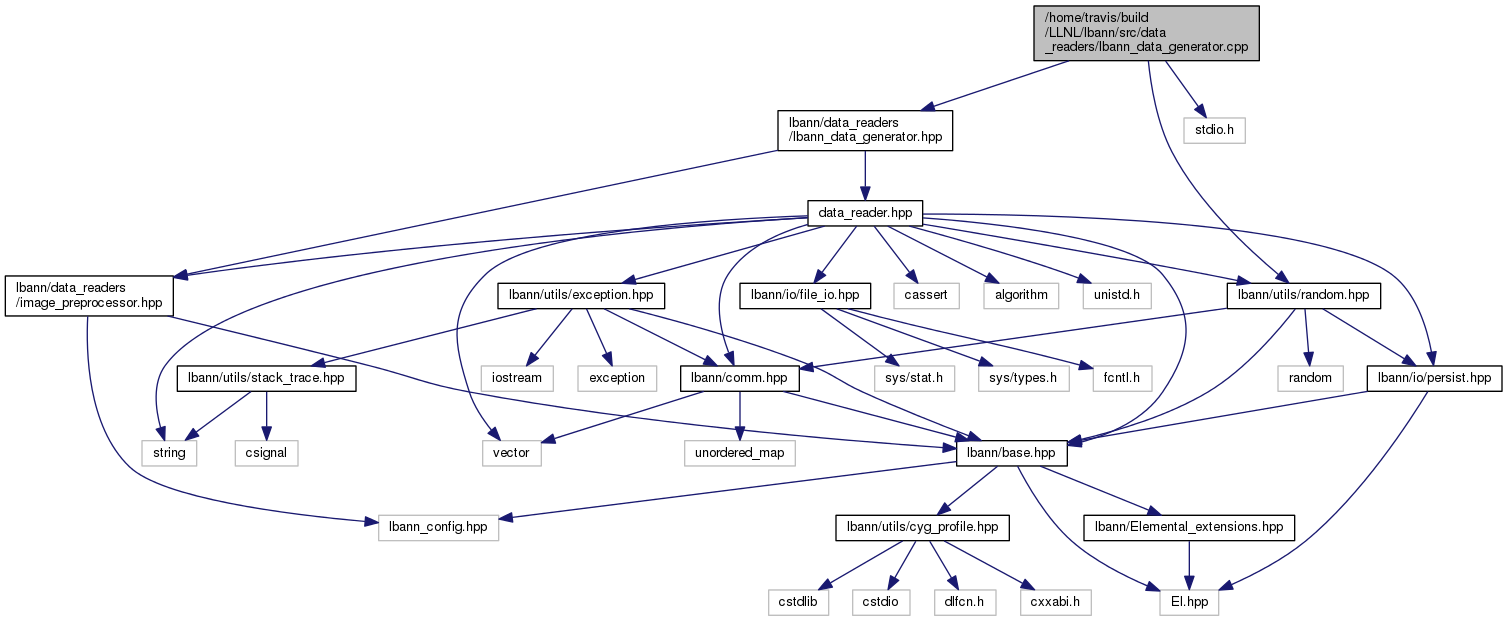 /home/travis/build
/LLNL/lbann/src/data
_readers/lbann_data_generator.cpp
lbann/data_readers
/lbann_data_generator.hpp
stdio.h
data_reader.hpp
lbann/data_readers
/image_preprocessor.hpp
lbann/utils/exception.hpp
lbann/io/file_io.hpp
cassert
algorithm
unistd.h
lbann/utils/random.hpp
lbann/utils/stack_trace.hpp
iostream
exception
lbann/comm.hpp
sys/stat.h
sys/types.h
fcntl.h
random
lbann/io/persist.hpp
string
csignal
vector
unordered_map
lbann/base.hpp
lbann_config.hpp
lbann/utils/cyg_profile.hpp
lbann/Elemental_extensions.hpp
cstdlib
cstdio
dlfcn.h
cxxabi.h
El.hpp